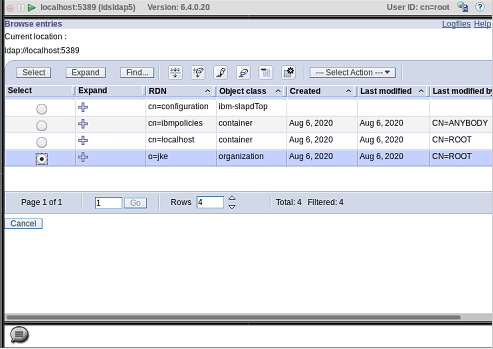 localhost:5389 (idsldap5) Version: 6.4.0.20 User ID: cn=root
Browse entries Logfiles Help
Current location :
ldap://localhost:5389
Select Expand Find... --- Select Action ---
Select Expand RDN Object class Created Last modified Last modified by
cn=configuration ibm-slapdTop
cn=ibmpolicies container Aug 6, 2020 Aug 6, 2020 CN=ANYBODY
cn=localhost container Aug 6, 2020 Aug 6, 2020 CN=ROOT
o=jke organization Aug 6, 2020 Aug 6, 2020 CN=ROOT
Page 1 of 1 1 Go Rows 4 Total: 4 Filtered: 4
Cancel